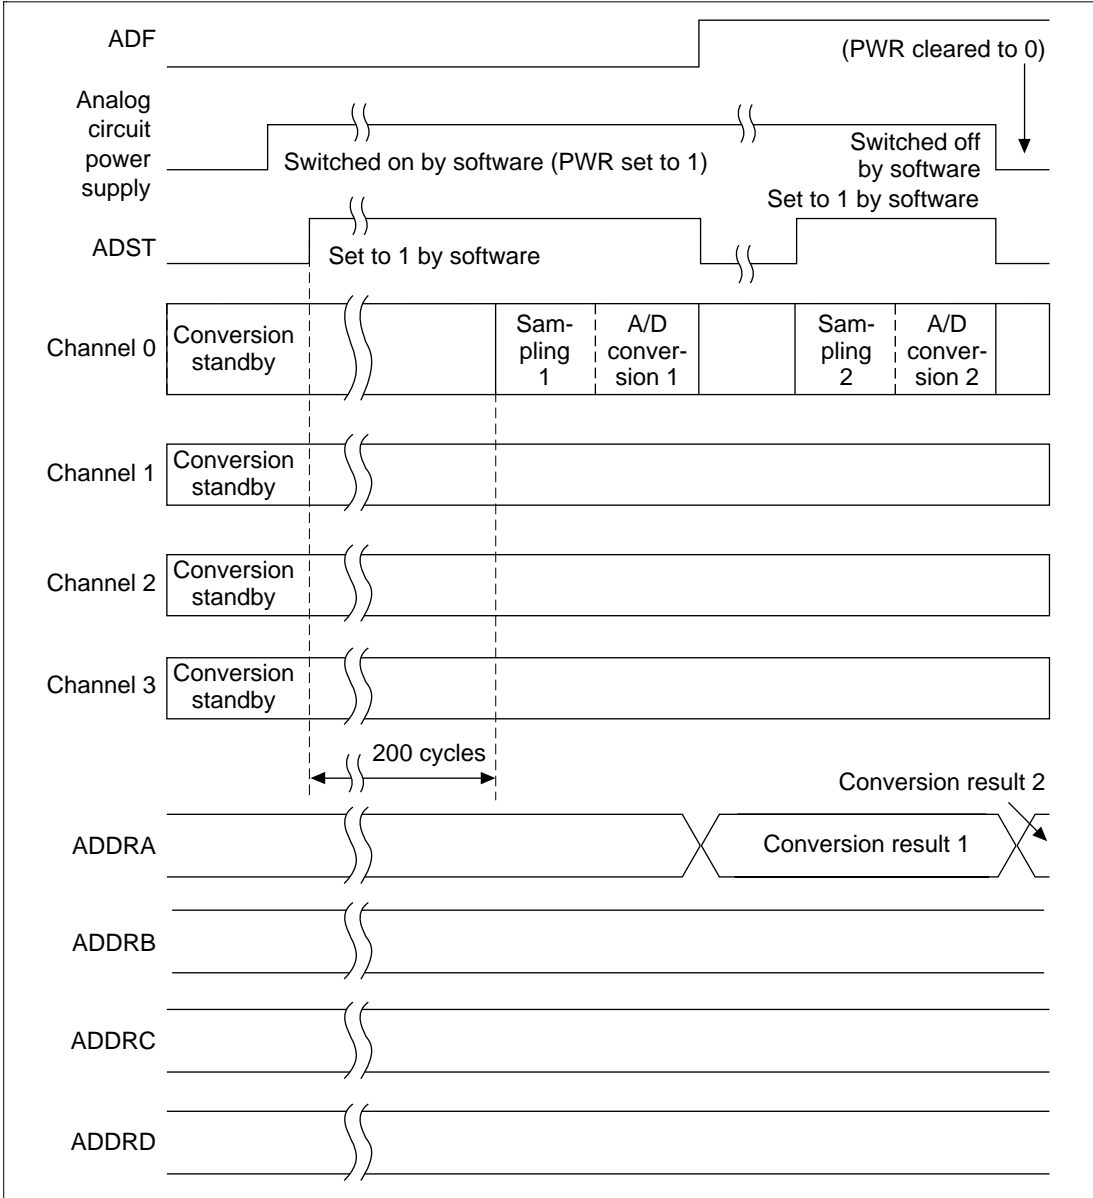 ADF
(PWR cleared to 0)
Analog
circuit
power
supply
Switched on by software (PWR set to 1)
Switched off
by software
Set to 1 by software
ADST
Set to 1 by software
Channel 0
Conversion
standby
Sam-
pling
1
A/D
conver-
sion 1
Sam-
pling
2
A/D
conver-
sion 2
Channel 1
Conversion
standby
Channel 2
Conversion
standby
Channel 3
Conversion
standby
200 cycles
Conversion result 2
ADDRA
Conversion result 1
ADDRB
ADDRC
ADDRD